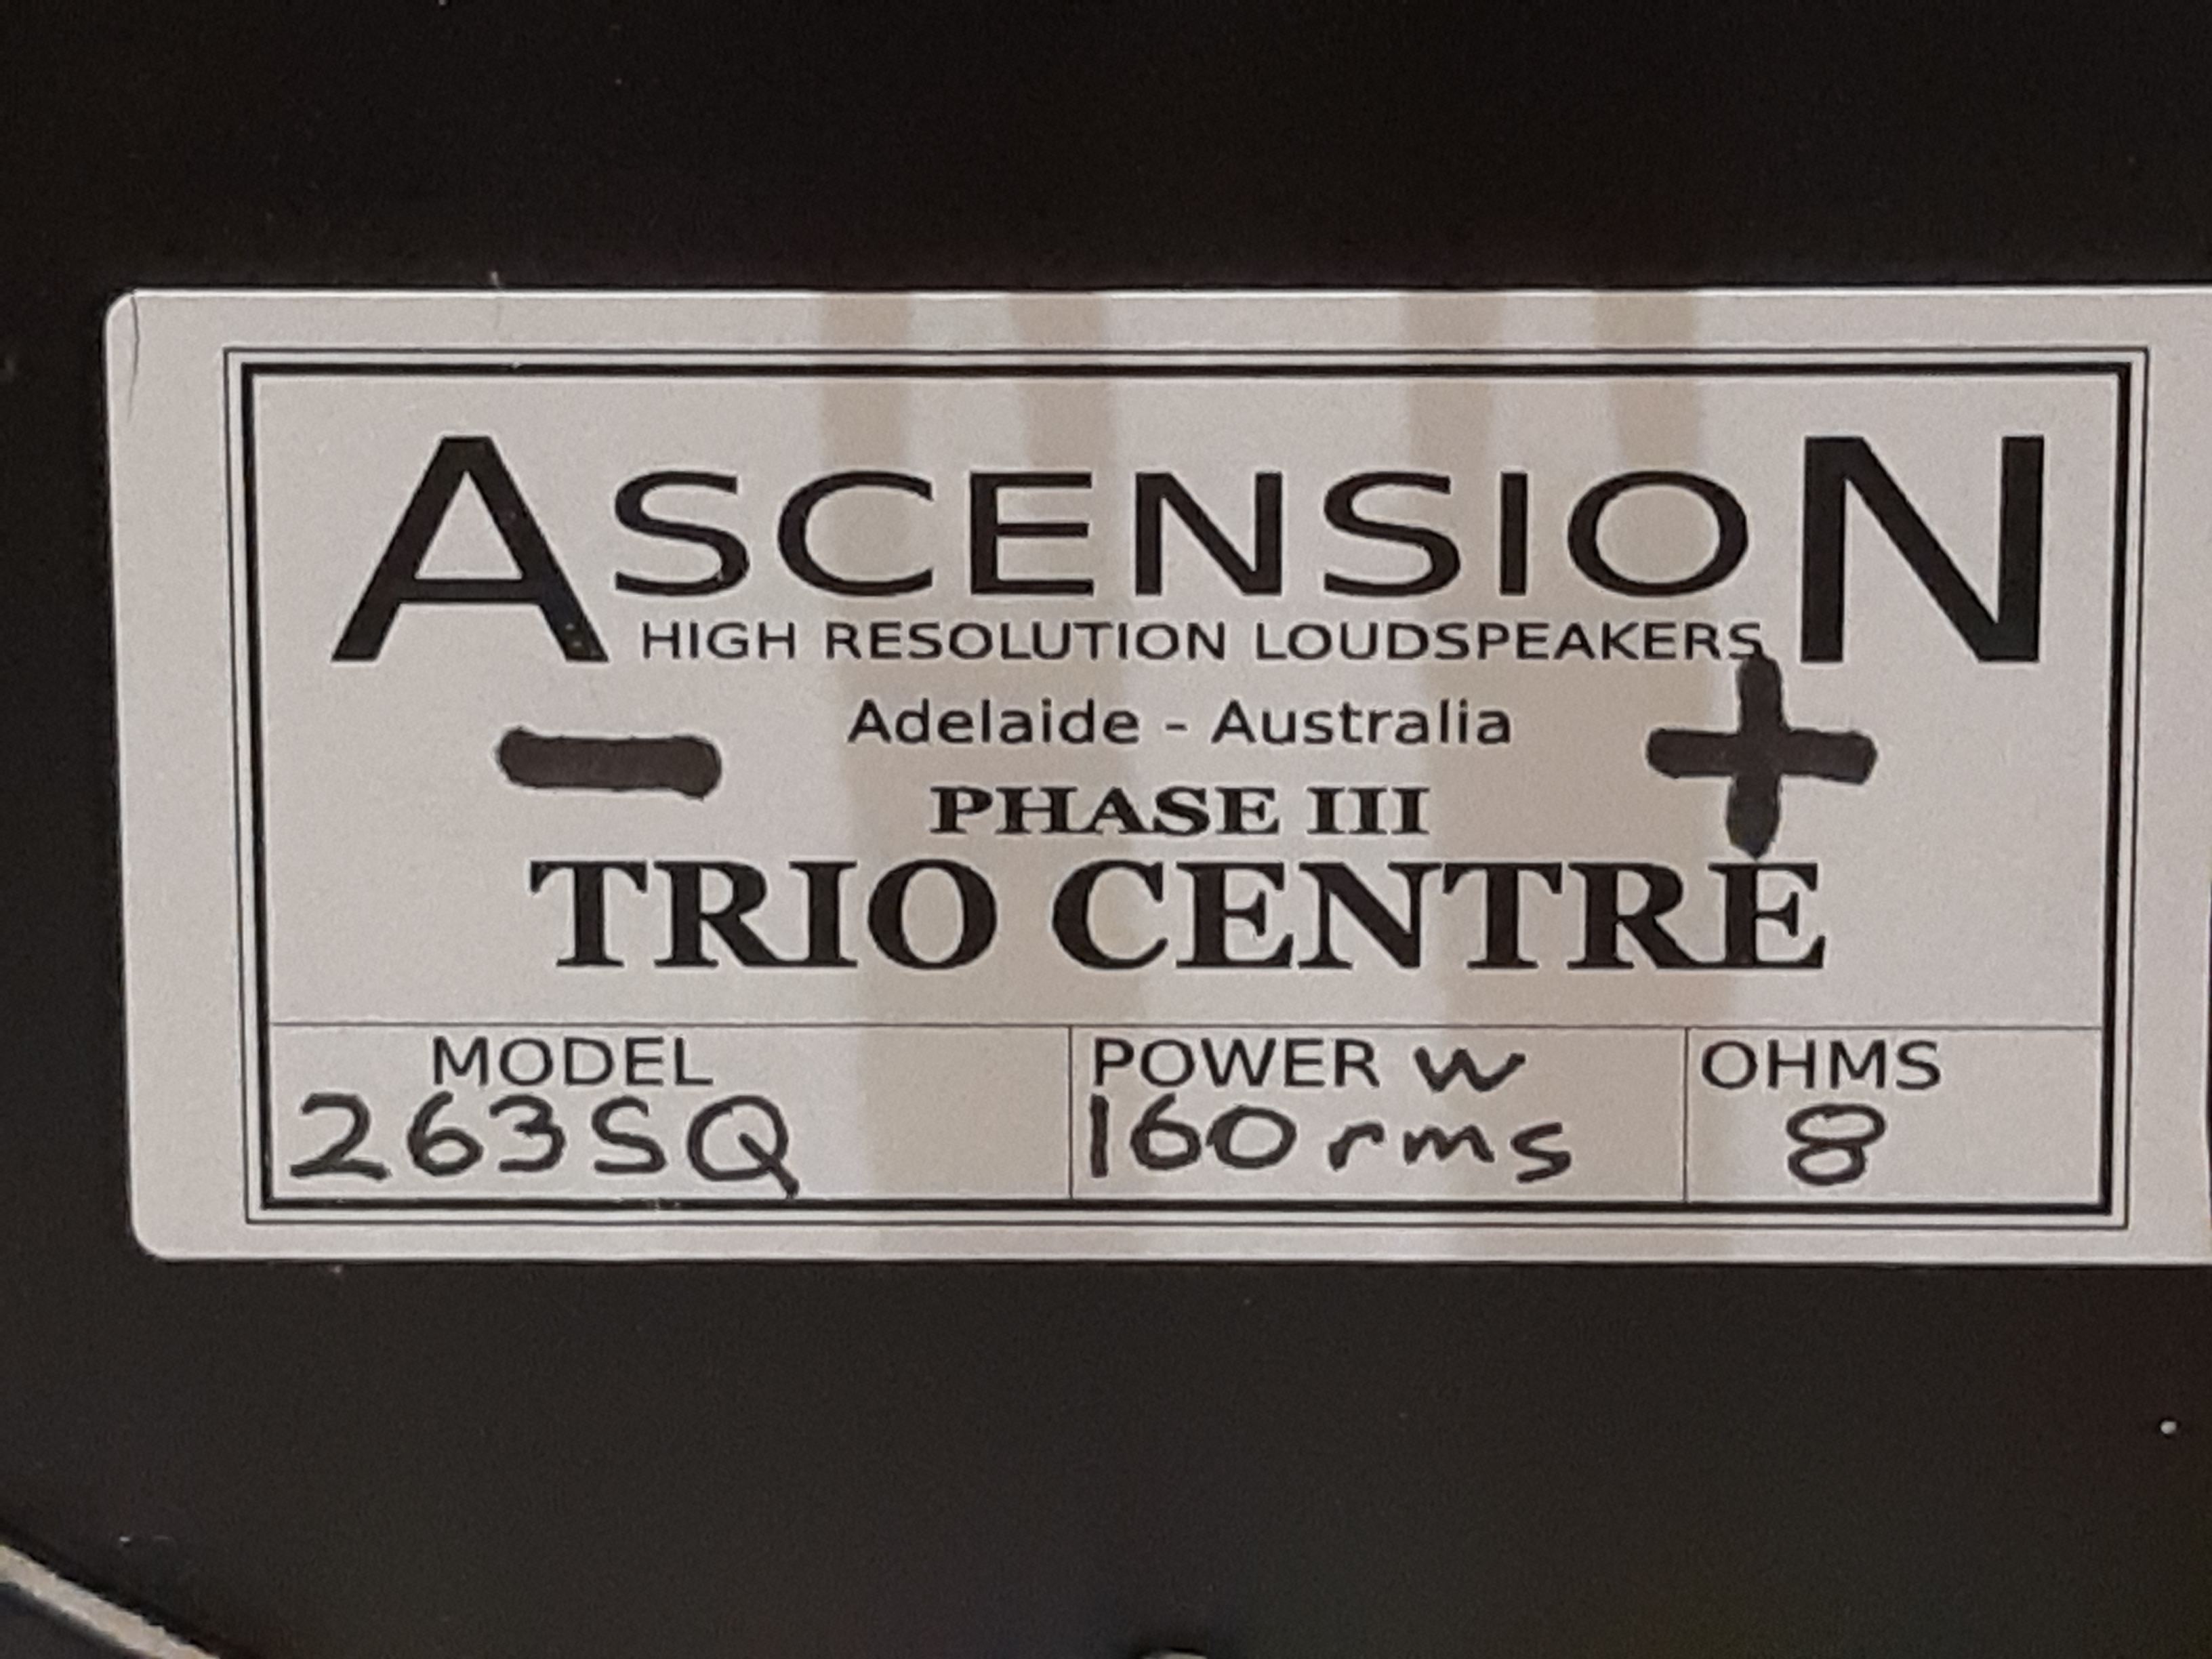 ASCENSION
HIGH RESOLUTION LOUDSPEAKERS
Adelaide - Australia
- +
PHASE III
TRIO CENTRE
MODEL POWER W OHMS
263SQ 160 rms 8